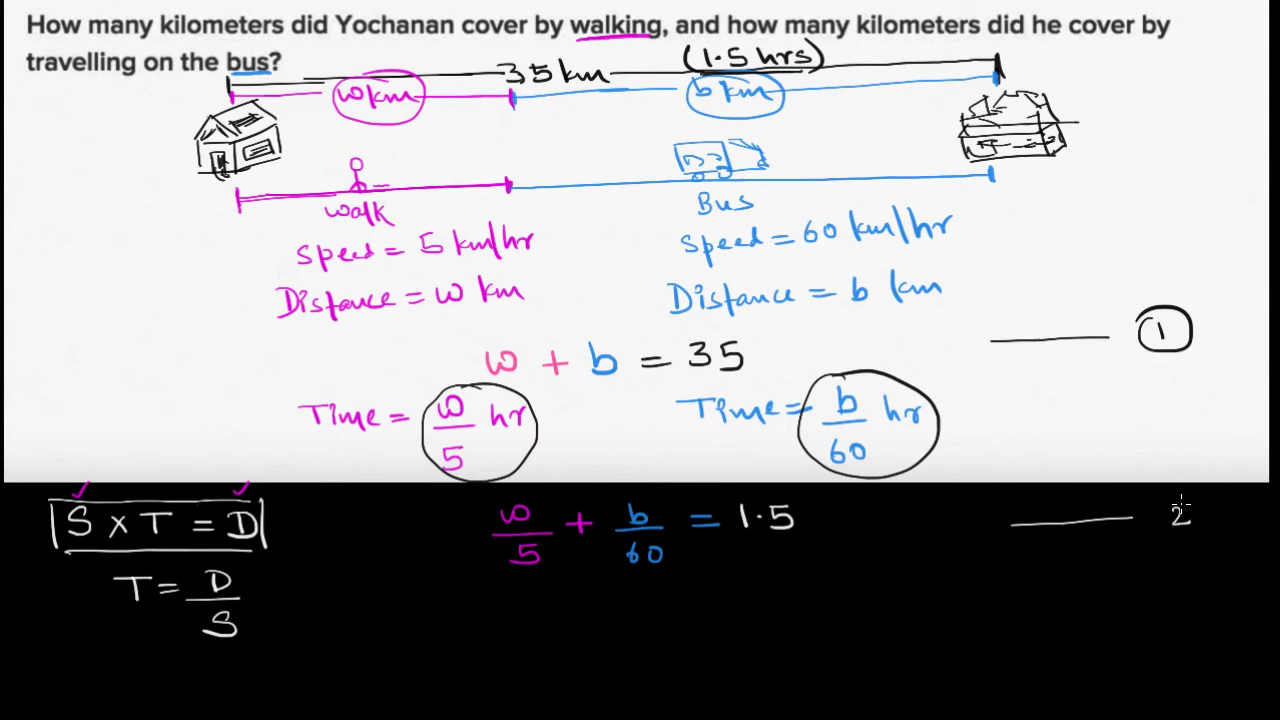 How many kilometers did Yochanan cover by walking, and how many kilometers did he cover by
travelling on the bus?
35 km (1.5 hrs)
w km b km
walk Bus
Speed = 5 km/hr Speed = 60 km/hr
Distance = w km Distance = b km
w + b = 35 1
Time = w/5 hr Time = b/60 hr
S x T = D w/5 + b/60 = 1.5 2
T = D/S